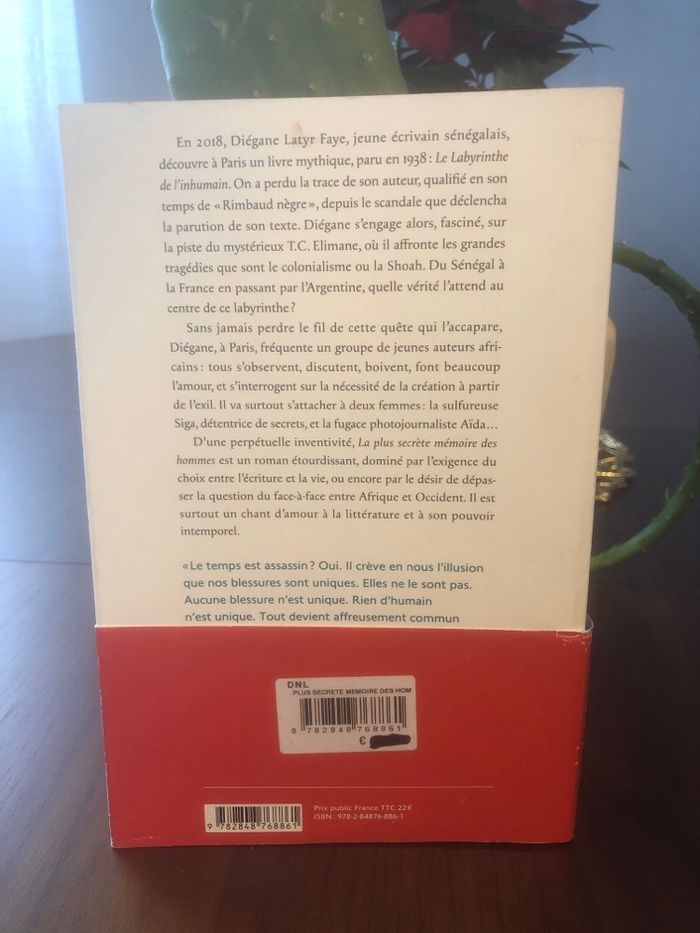 En 2018, Diégane Latyr Faye, jeune écrivain sénégalais,
découvre à Paris un livre mythique, paru en 1938 : Le Labyrinthe
de l’inhumain. On a perdu la trace de son auteur, qualifié en son
temps de « Rimbaud nègre », depuis le scandale que déclencha
la parution de son texte. Diégane s’engage alors, fasciné, sur
la piste du mystérieux T.C. Elimane, où il affronte les grandes
tragédies que sont le colonialisme ou la Shoah. Du Sénégal à
la France en passant par l’Argentine, quelle vérité l’attend au
centre de ce labyrinthe ?
Sans jamais perdre le fil de cette quête qui l’accapare,
Diégane, à Paris, fréquente un groupe de jeunes auteurs afri-
cains : tous s’observent, discutent, boivent, font beaucoup
l’amour, et s’interrogent sur la nécessité de la création à partir
de l’exil. Il va surtout s’attacher à deux femmes : la sulfureuse
Siga, détentrice de secrets, et la fugace photojournaliste Aïda...
D’une perpétuelle inventivité, La plus secrète mémoire des
hommes est un roman étourdissant, dominé par l’exigence du
choix entre l’écriture et la vie, ou encore par le désir de dépas-
ser la question du face-à-face entre Afrique et Occident. Il est
surtout un chant d’amour à la littérature et à son pouvoir
intemporel.
« Le temps est assassin ? Oui. Il crève en nous l’illusion
que nos blessures sont uniques. Elles ne le sont pas.
Aucune blessure n’est unique. Rien d’humain
n’est unique. Tout devient affreusement commun
DNL
. PLUS SECRETE MEMOIRE DES HOM
9 782848 768861
€
9 782848 768861
Prix public France TTC 22 €
ISBN : 978-2-84876-886-1